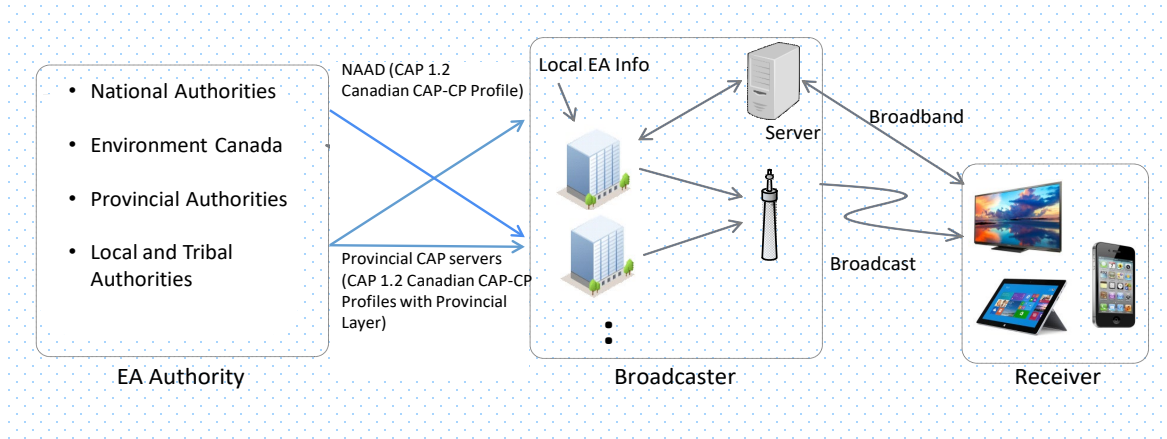 • National Authorities
• Environment Canada
• Provincial Authorities
• Local and Tribal
Authorities
EA Authority
NAAD (CAP 1.2
Canadian CAP-CP Profile)
Provincial CAP servers
(CAP 1.2 Canadian CAP-CP
Profiles with Provincial
Layer)
Local EA Info
Server
Broadcaster
Broadband
Broadcast
Receiver